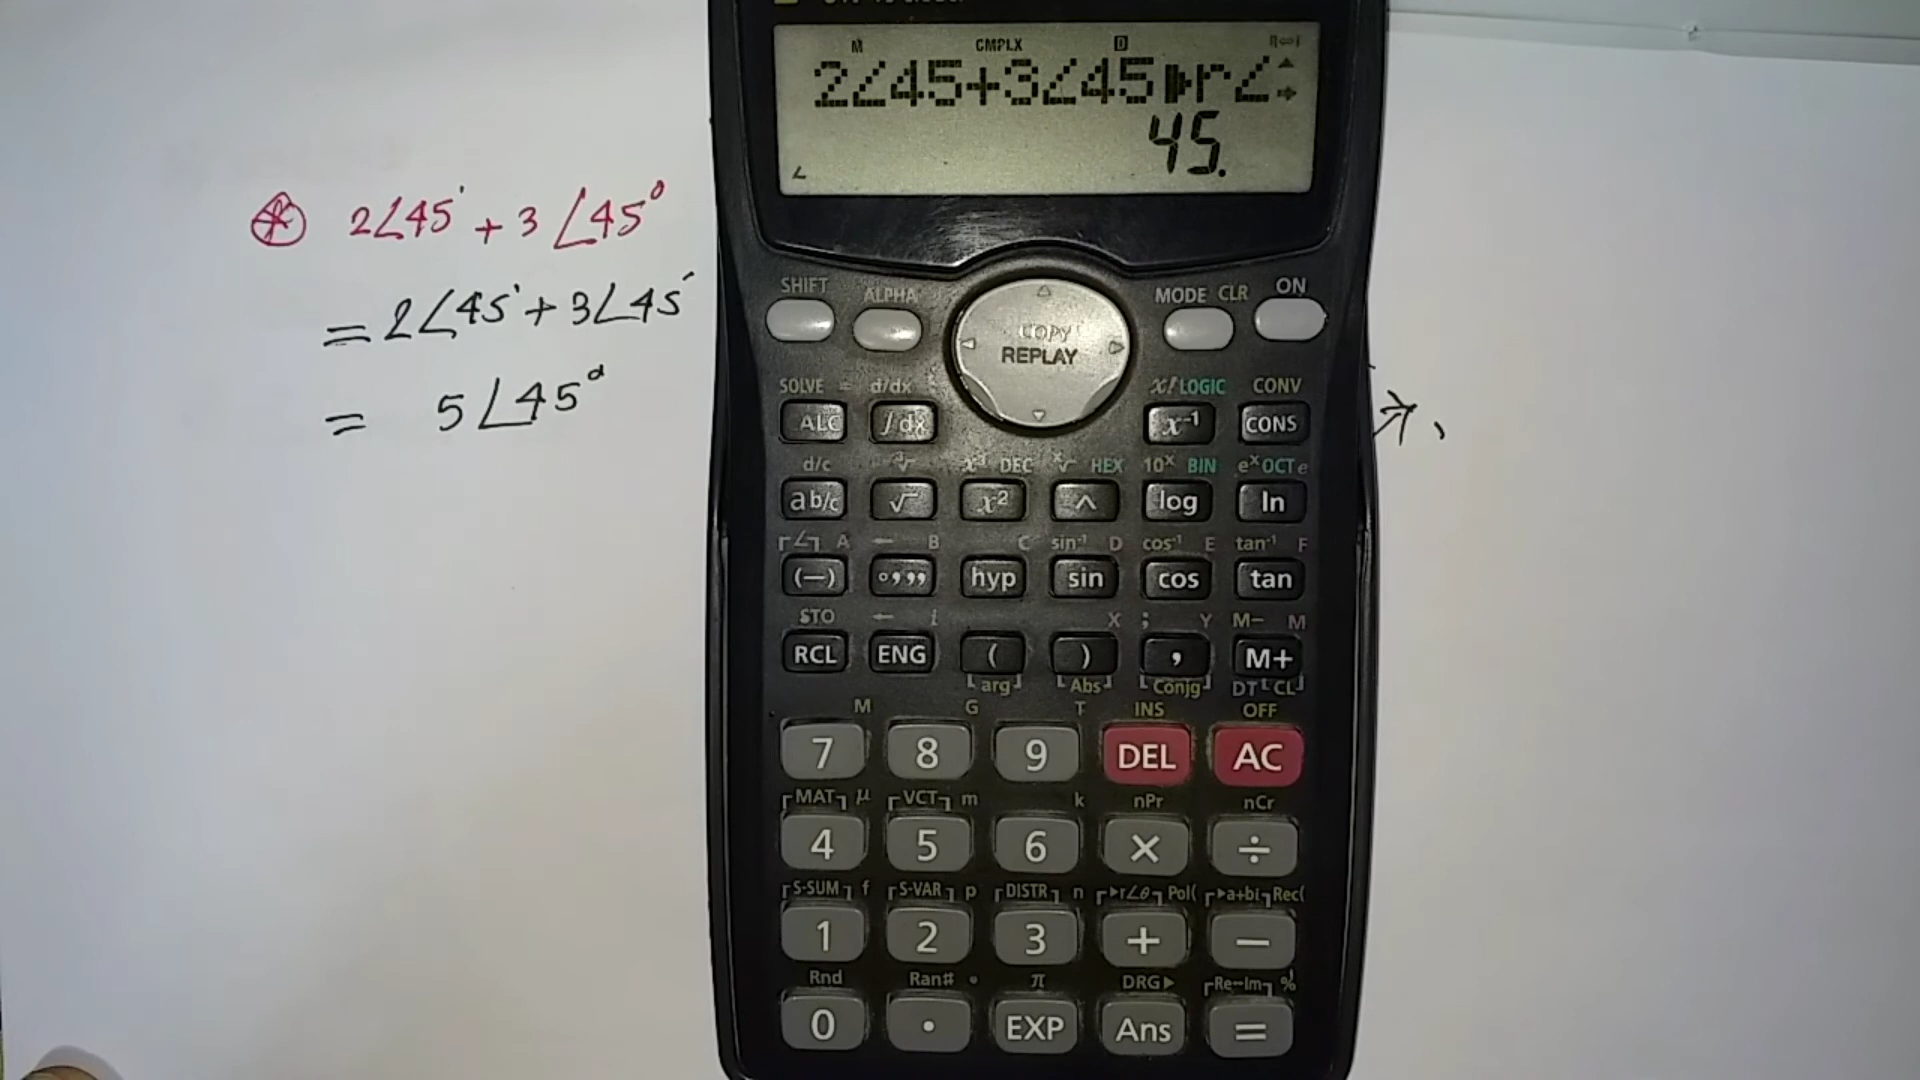 M CMPLX D
2∠45+3∠45▶r∠
45.
∠
⊛ 2∠45° + 3∠45°
= 2∠45° + 3∠45°
= 5∠45°
SHIFT ALPHA MODE CLR ON
COPY
REPLAY
SOLVE = d/dx x! LOGIC CONV
CALC ∫dx x⁻¹ CONST
d/c ³√ x³ DEC ˣ√ HEX 10ˣ BIN eˣ OCT e
ab/c √ x² ^ log ln
∠ A ← B C sin⁻¹ D cos⁻¹ E tan⁻¹ F
(−) °,,, hyp sin cos tan
STO ← i X ; Y M− M
RCL ENG ( ) , M+
arg Abs Conjg DT CL
M G T INS OFF
7 8 9 DEL AC
MAT μ VCT m k nPr nCr
4 5 6 × ÷
S-SUM f S-VAR p DISTR n ▶r∠θ Pol( ▶a+bi Rec(
1 2 3 + −
Rnd Ran# π DRG▶ Re↔Im %
0 . EXP Ans =